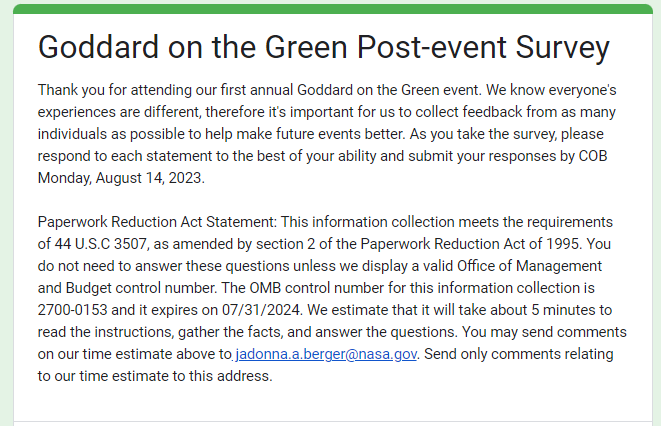 Goddard on the Green Post-event Survey
Thank you for attending our first annual Goddard on the Green event. We know everyone's
experiences are different, therefore it's important for us to collect feedback from as many
individuals as possible to help make future events better. As you take the survey, please
respond to each statement to the best of your ability and submit your responses by COB
Monday, August 14, 2023.
Paperwork Reduction Act Statement: This information collection meets the requirements
of 44 U.S.C 3507, as amended by section 2 of the Paperwork Reduction Act of 1995. You
do not need to answer these questions unless we display a valid Office of Management
and Budget control number. The OMB control number for this information collection is
2700-0153 and it expires on 07/31/2024. We estimate that it will take about 5 minutes to
read the instructions, gather the facts, and answer the questions. You may send comments
on our time estimate above to jadonna.a.berger@nasa.gov. Send only comments relating
to our time estimate to this address.